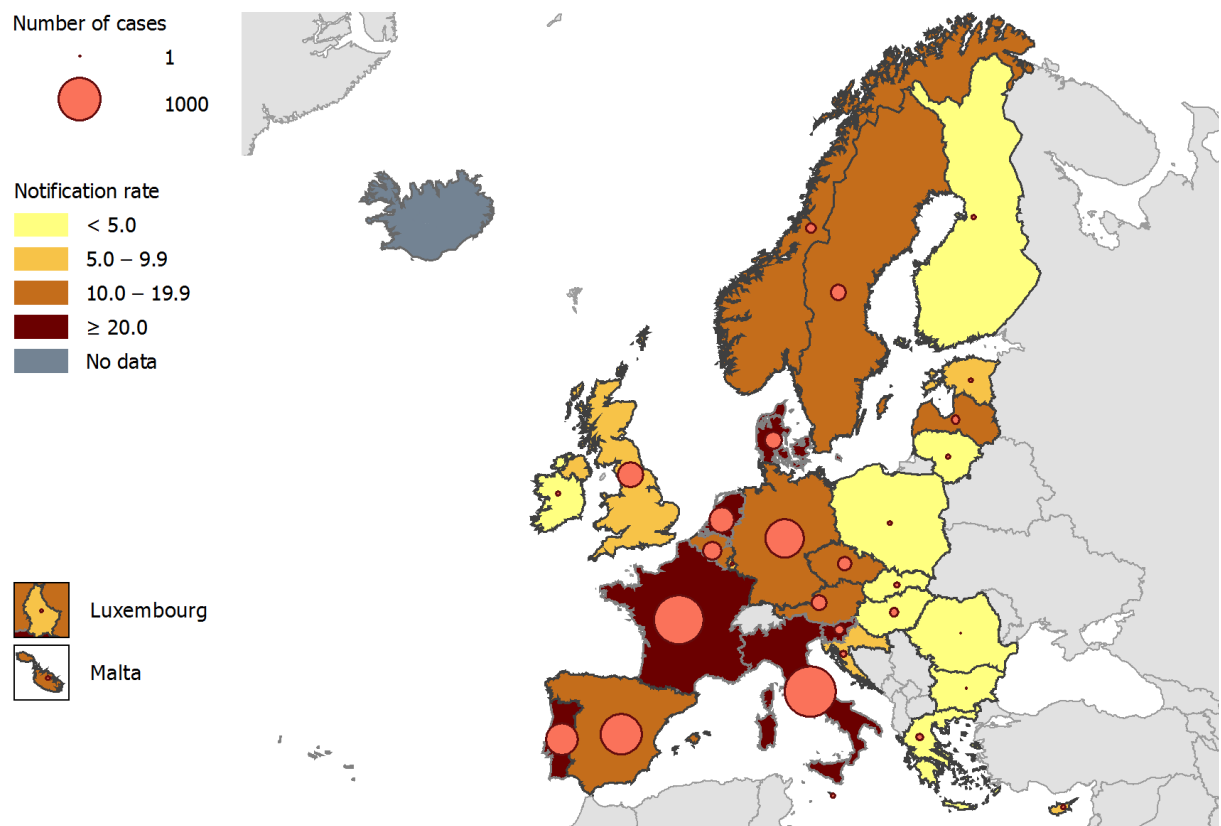 Number of cases
1
1000
Notification rate
< 5.0
5.0 − 9.9
10.0 − 19.9
≥ 20.0
No data
Luxembourg
Malta